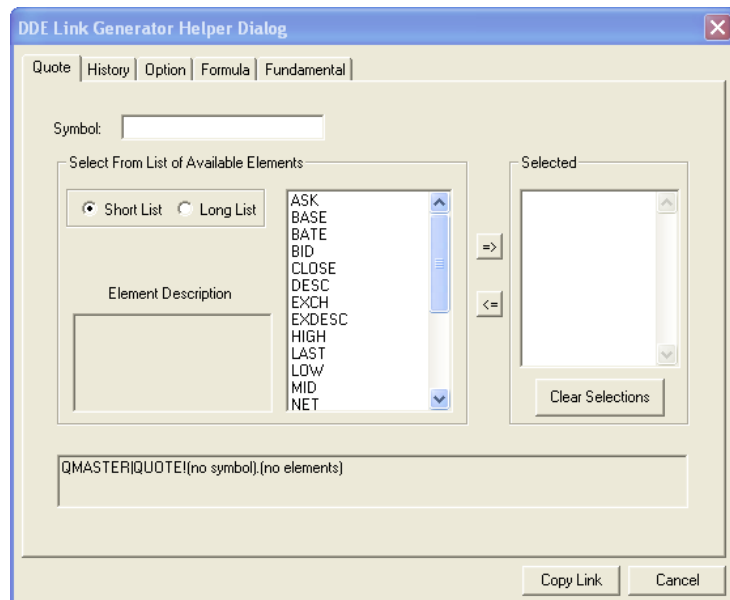 DDE Link Generator Helper Dialog
Quote History Option Formula Fundamental
Symbol:
Select From List of Available Elements
Short List Long List
Element Description
ASK
BASE
BATE
BID
CLOSE
DESC
EXCH
EXDESC
HIGH
LAST
LOW
MID
NET
=>
<=
Selected
Clear Selections
QMASTER|QUOTE!(no symbol).(no elements)
Copy Link Cancel